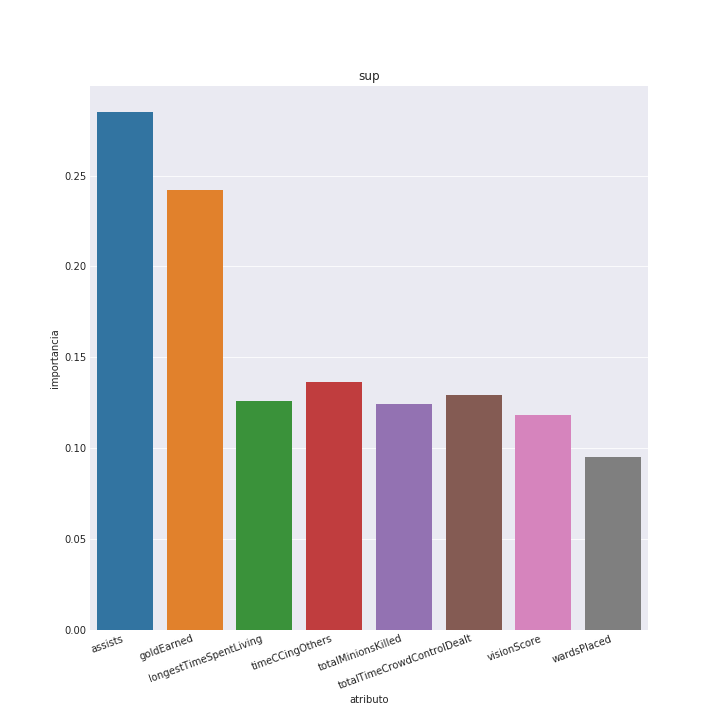 sup
importancia
0.25
0.20
0.15
0.10
0.05
0.00
assists
goldEarned
longestTimeSpentLiving
timeCCingOthers
totalMinionsKilled
totalTimeCrowdControlDealt
visionScore
wardsPlaced
atributo